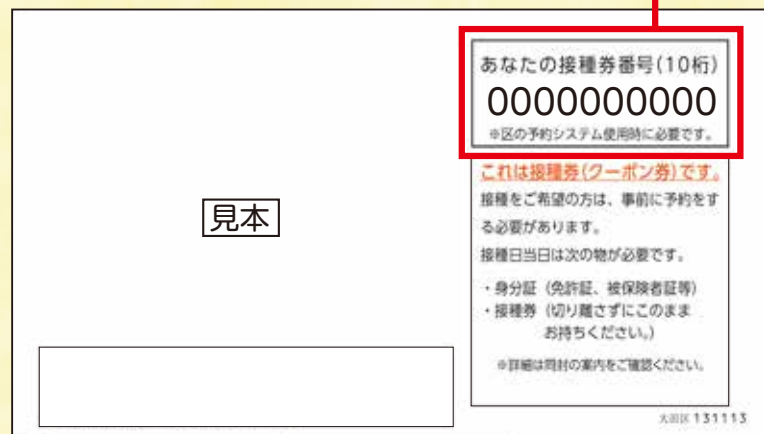 あなたの接種券番号(10桁)
0000000000
※区の予約システム使用時に必要です。
これは接種券(クーポン券)です。
接種をご希望の方は、事前に予約をす
る必要があります。
接種日当日は次の物が必要です。
・身分証（免許証、被保険者証等）
・接種券（切り離さずにこのまま
お持ちください。）
※詳細は同封の案内をご確認ください。
見本
大田区 131113